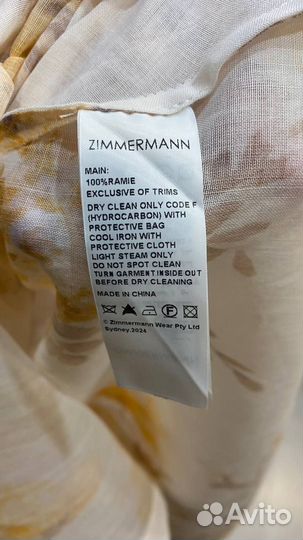 ZIMMERMANN
MAIN:
100%RAMIE
EXCLUSIVE OF TRIMS
DRY CLEAN ONLY CODE F
(HYDROCARBON) WITH
PROTECTIVE BAG
COOL IRON WITH
PROTECTIVE CLOTH
LIGHT STEAM ONLY
DO NOT SPOT CLEAN
TURN GARMENT INSIDE OUT
BEFORE DRY CLEANING
MADE IN CHINA
F
© Zimmermann Wear Pty Ltd
Sydney.2024
Avito